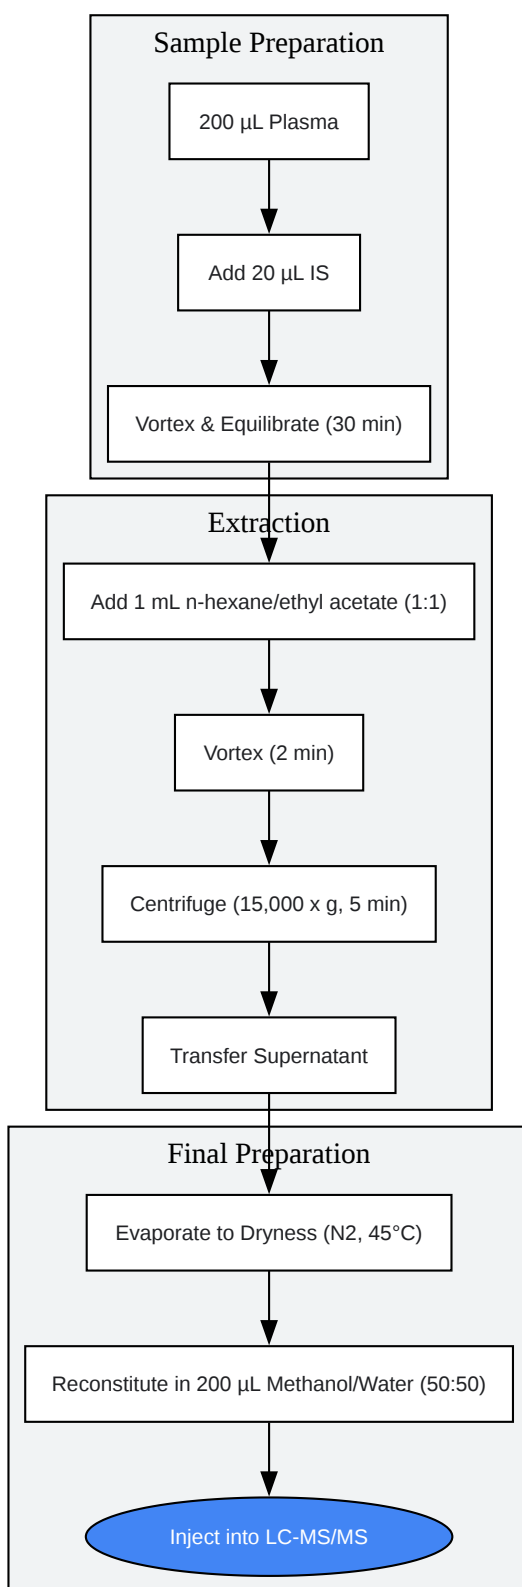 Sample Preparation
200 µL Plasma
Add 20 µL IS
Vortex & Equilibrate (30 min)
Extraction
Add 1 mL n-hexane/ethyl acetate (1:1)
Vortex (2 min)
Centrifuge (15,000 x g, 5 min)
Transfer Supernatant
Final Preparation
Evaporate to Dryness (N2, 45°C)
Reconstitute in 200 µL Methanol/Water (50:50)
Inject into LC-MS/MS